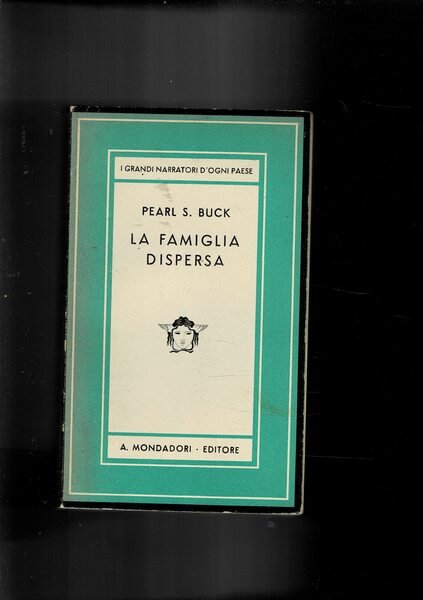 I GRANDI NARRATORI D'OGNI PAESE
PEARL S. BUCK
LA FAMIGLIA
DISPERSA
A. MONDADORI · EDITORE